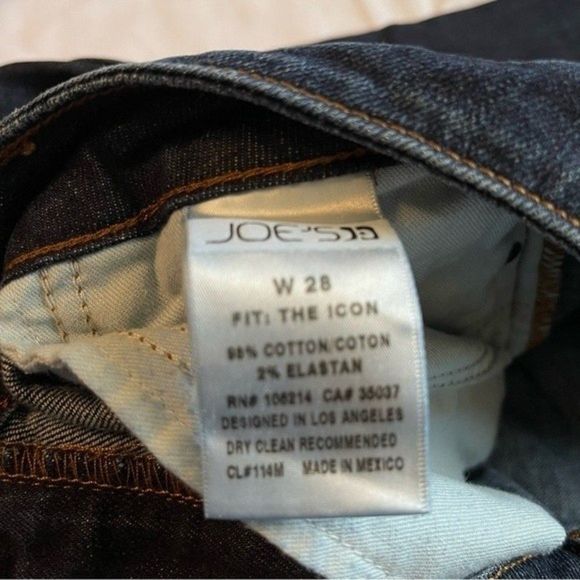 JOE'S
W 28
FIT: THE ICON
98% COTTON/COTON
2% ELASTAN
RN# 106214 CA# 35037
DESIGNED IN LOS ANGELES
DRY CLEAN RECOMMENDED
CL#114M MADE IN MEXICO